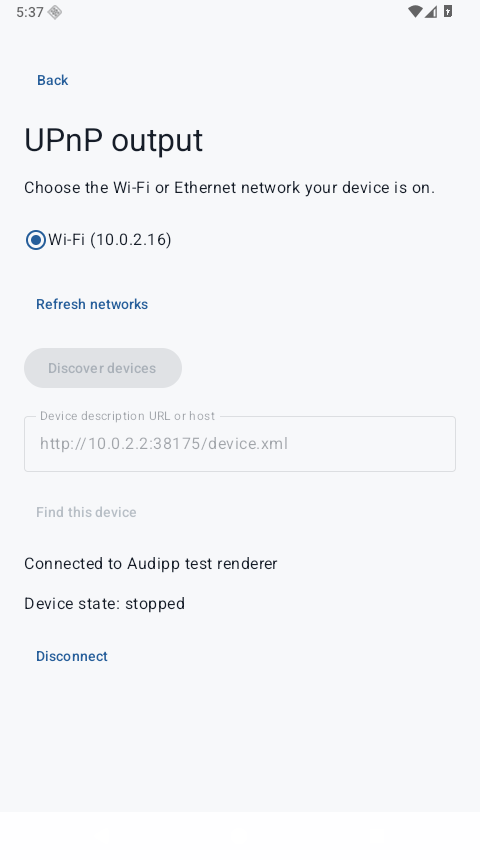 5:37
Back
UPnP output
Choose the Wi-Fi or Ethernet network your device is on.
Wi-Fi (10.0.2.16)
Refresh networks
Discover devices
Device description URL or host
http://10.0.2.2:38175/device.xml
Find this device
Connected to Audipp test renderer
Device state: stopped
Disconnect